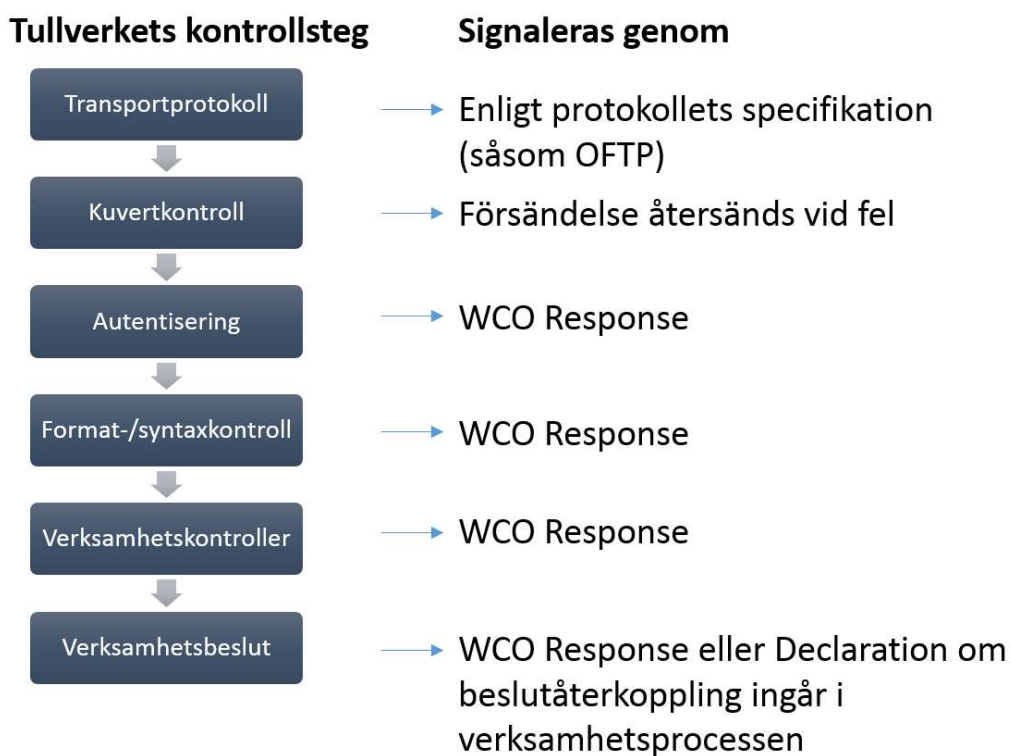 Tullverkets kontrollsteg
Signaleras genom
Transportprotokoll
Enligt protokollets specifikation
(såsom OFTP)
Kuvertkontroll
Försändelse återsänds vid fel
Autentisering
WCO Response
Format-/syntaxkontroll
WCO Response
Verksamhetskontroller
WCO Response
Verksamhetsbeslut
WCO Response eller Declaration om
beslutåterkoppling ingår i
verksamhetsprocessen